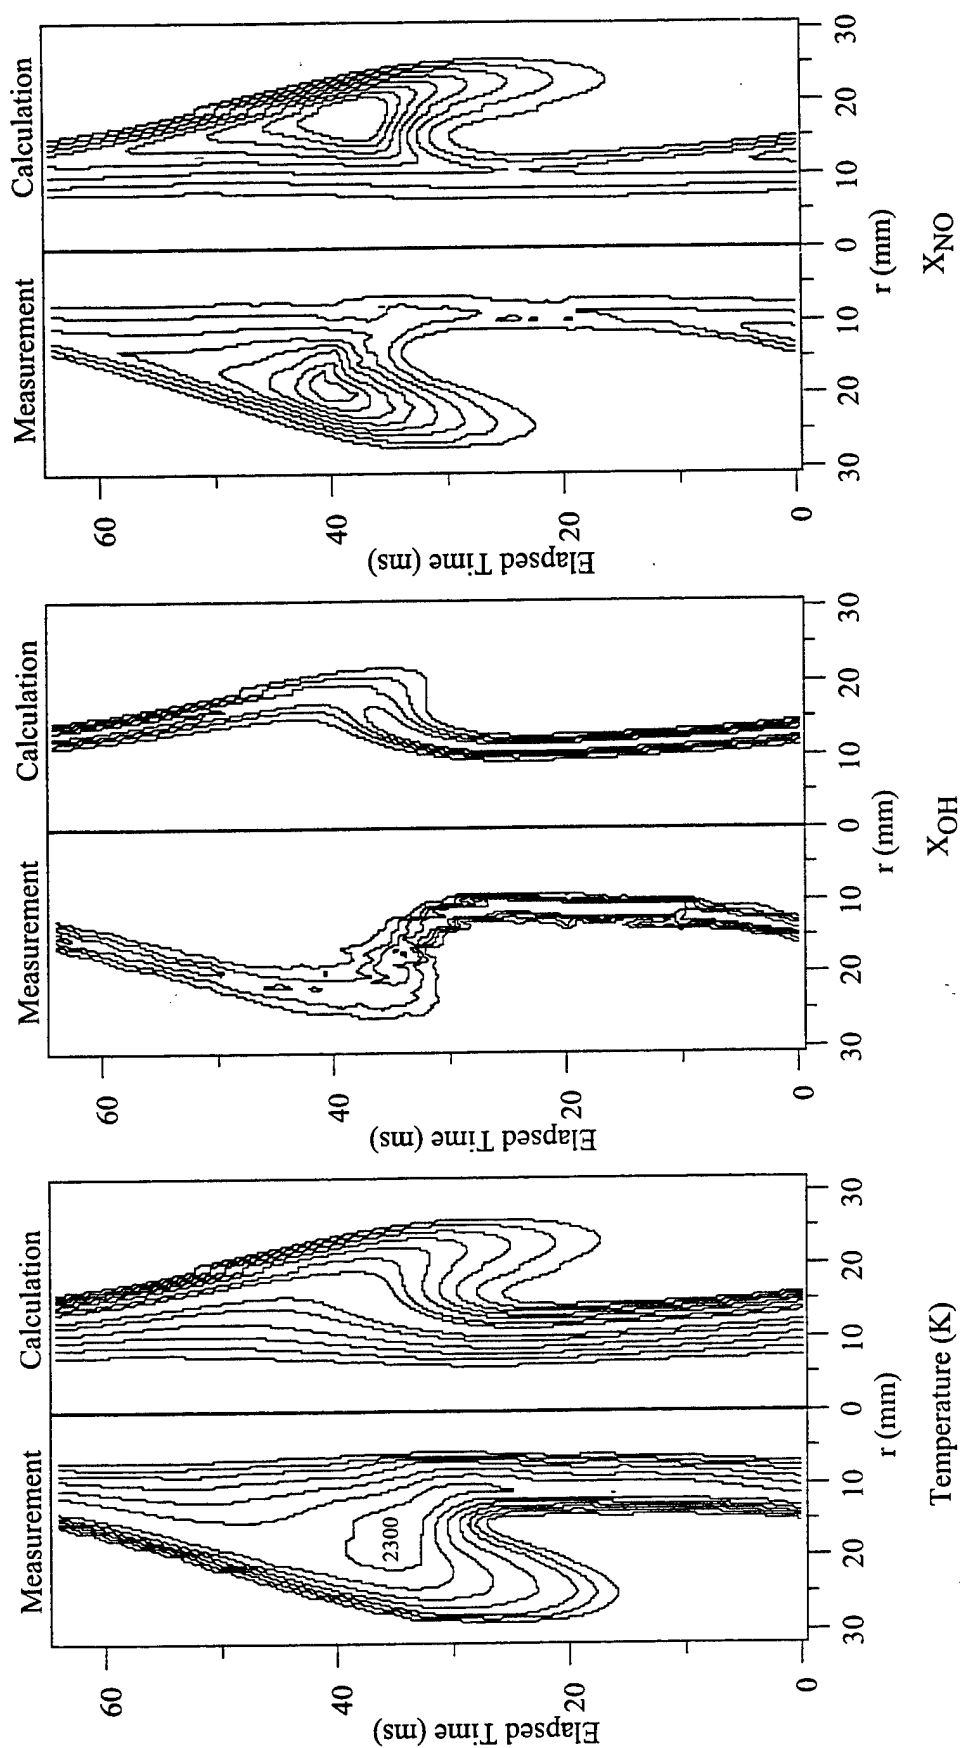 Measurement Calculation
2300
60
40
20
0
Elapsed Time (ms)
30 20 10 0 10 20 30
r (mm)
Temperature (K)
Measurement Calculation
60
40
20
0
Elapsed Time (ms)
30 20 10 0 10 20 30
r (mm)
XOH
Measurement Calculation
60
40
20
0
Elapsed Time (ms)
30 20 10 0 10 20 30
r (mm)
XNO